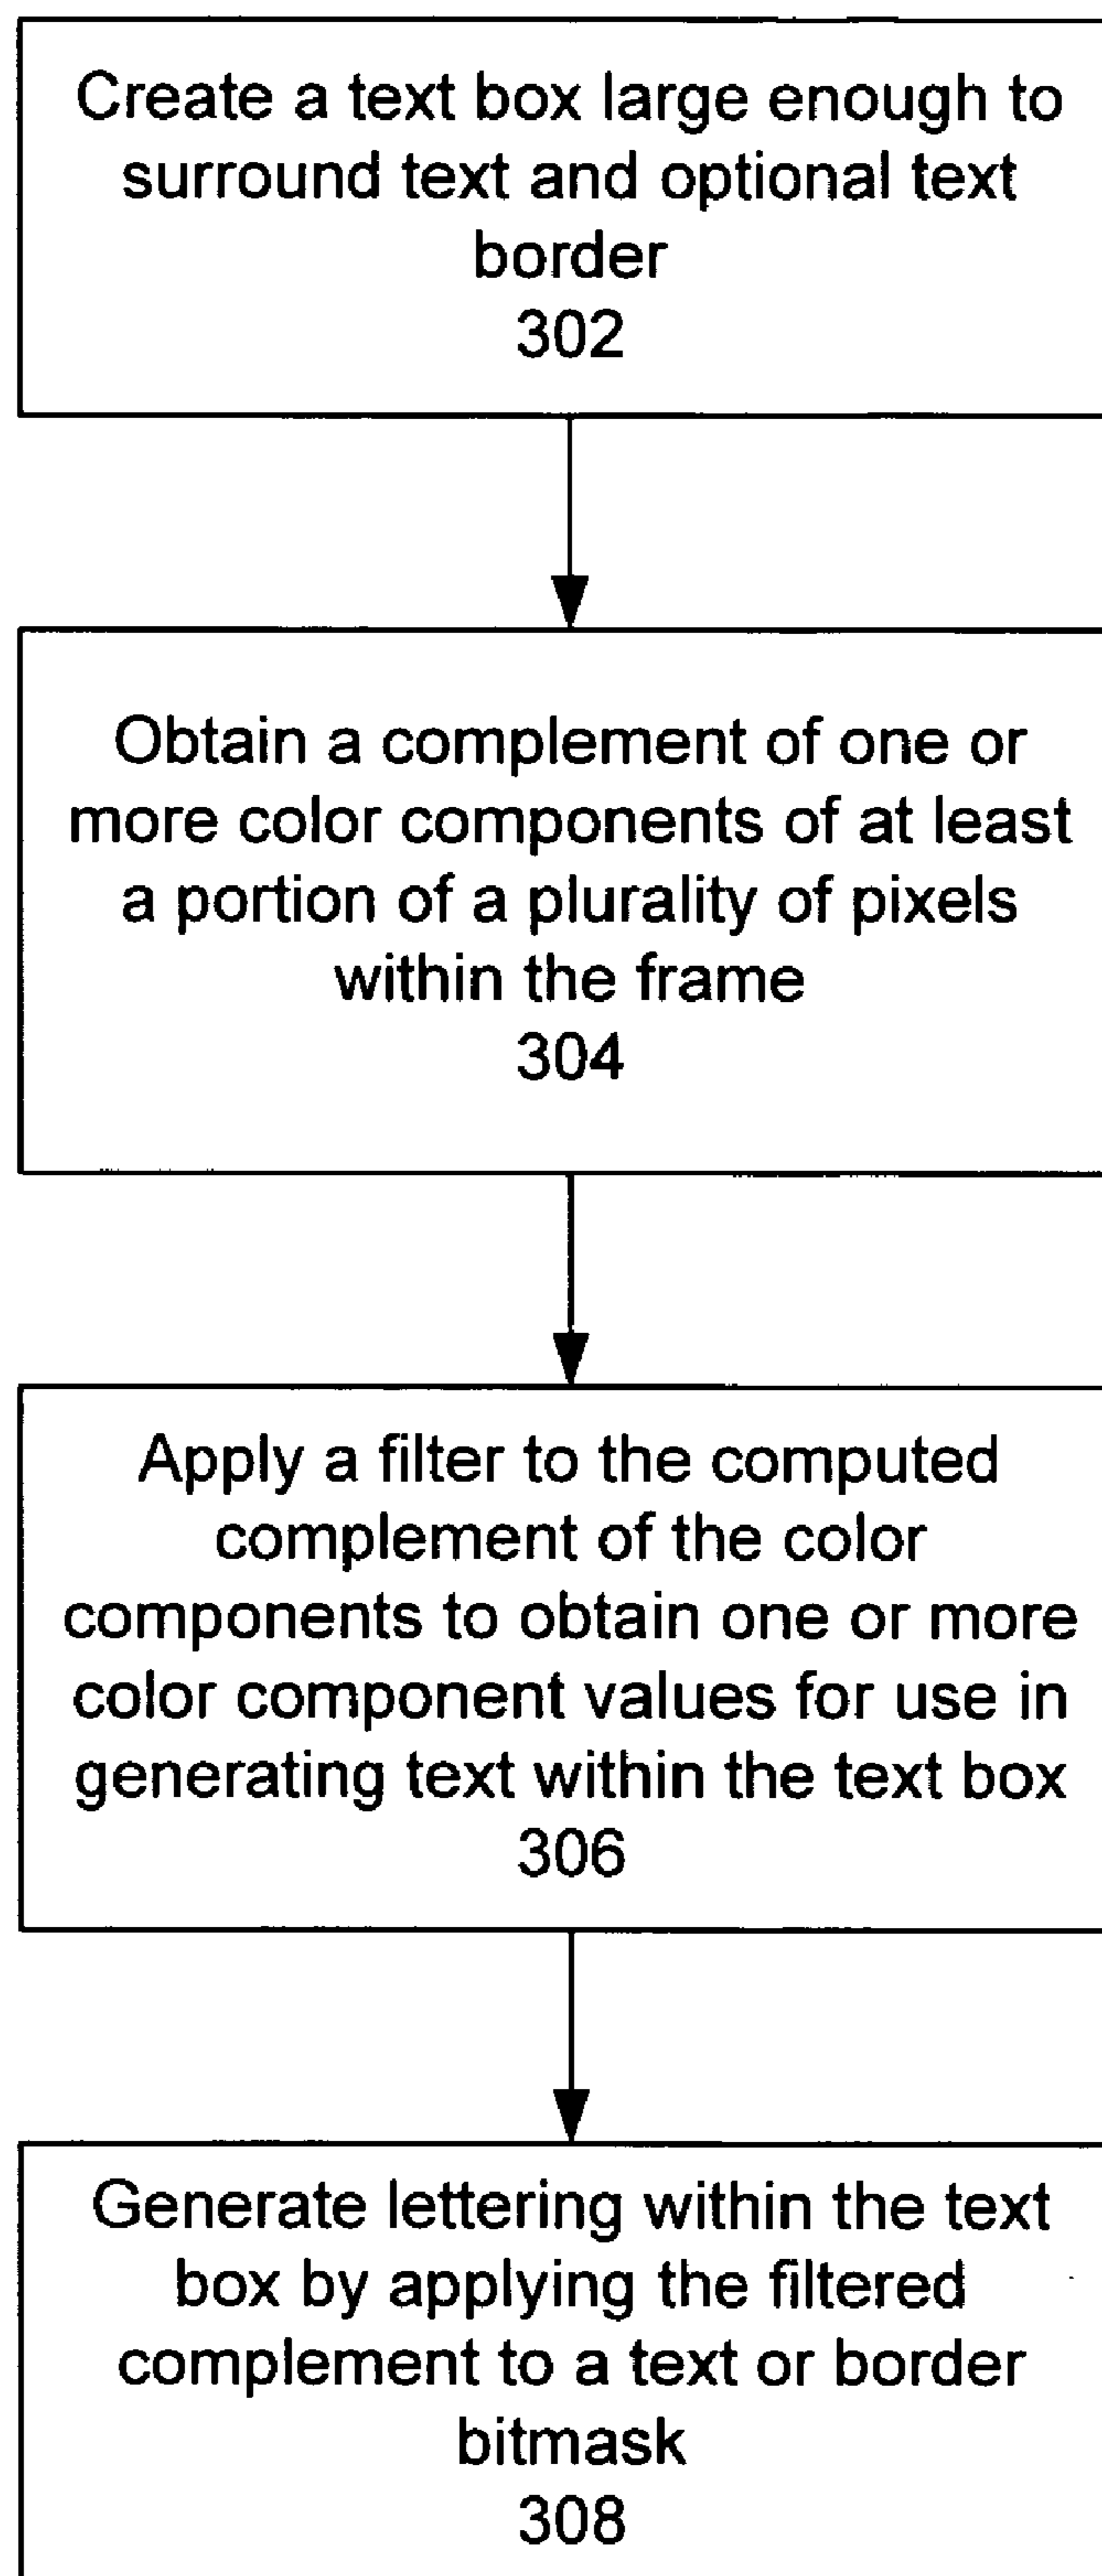 Create a text box large enough to
surround text and optional text
border
302
Obtain a complement of one or
more color components of at least
a portion of a plurality of pixels
within the frame
304
Apply a filter to the computed
complement of the color
components to obtain one or more
color component values for use in
generating text within the text box
306
Generate lettering within the text
box by applying the filtered
complement to a text or border
bitmask
308